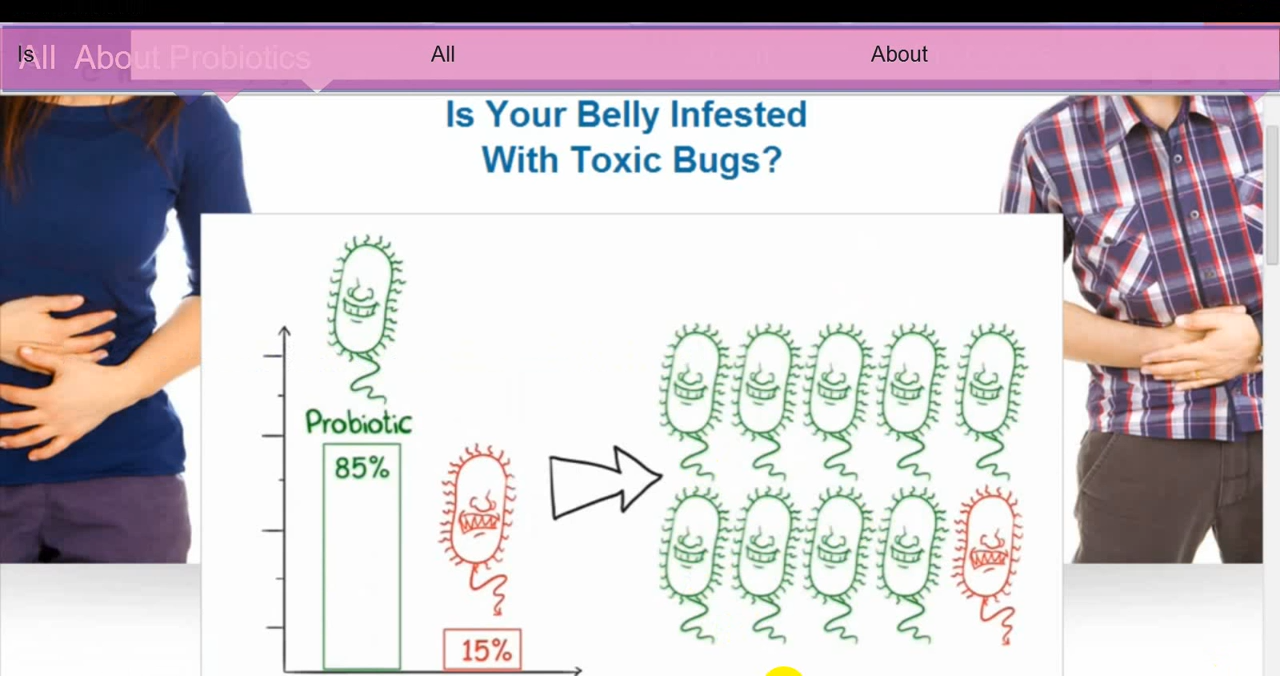 Is All About
All About Probiotics
Is Your Belly Infested
With Toxic Bugs?
Probiotic
85%
15%